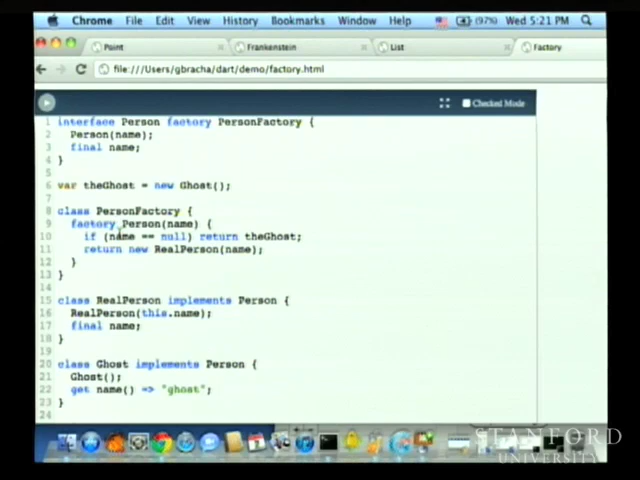 Chrome File Edit View History Bookmarks Window Help (97%) Wed 5:21 PM
Point Frankenstein List Factory
file:///Users/gbracha/dart/demo/factory.html
Checked Mode
1 interface Person factory PersonFactory {
2 Person(name);
3 final name;
4 }
5
6 var theGhost = new Ghost();
7
8 class PersonFactory {
9 factory Person(name) {
10 if (name == null) return theGhost;
11 return new RealPerson(name);
12 }
13 }
14
15 class RealPerson implements Person {
16 RealPerson(this.name);
17 final name;
18 }
19
20 class Ghost implements Person {
21 Ghost();
22 get name() => "ghost";
23 }
24
STANFORD
UNIVERSITY